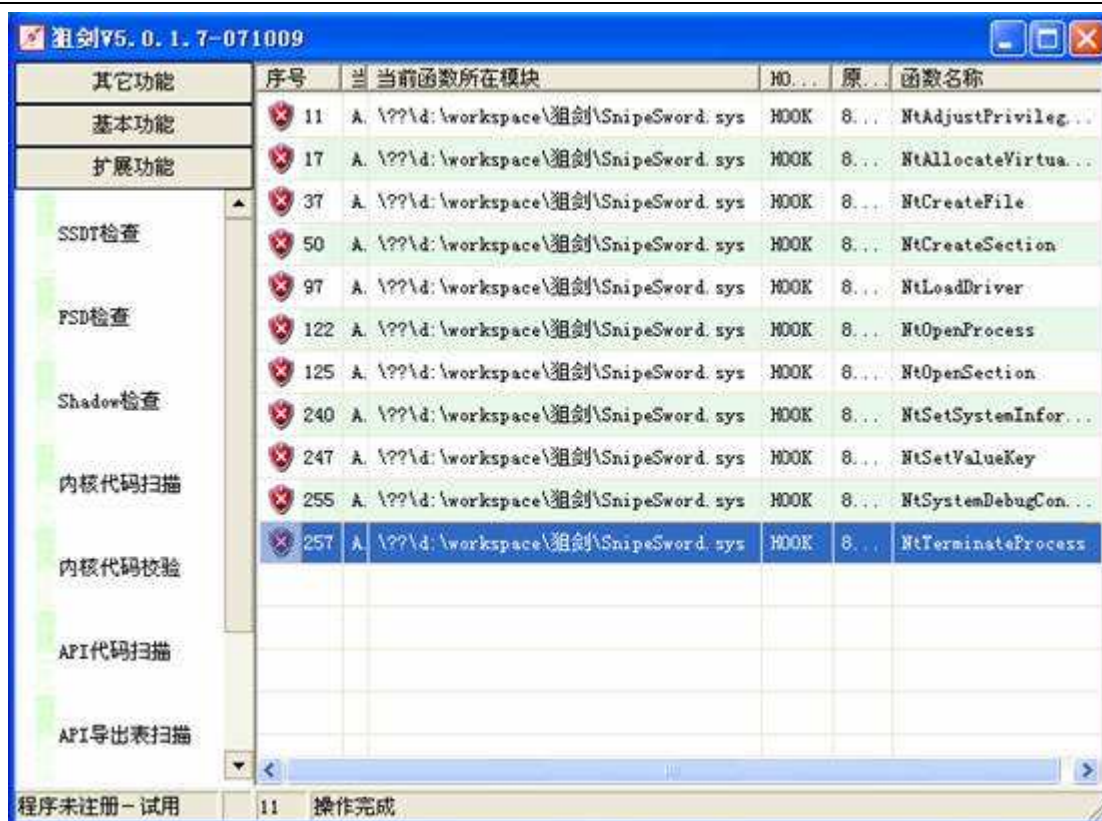 狙剑V5.0.1.7-071009
其它功能
基本功能
扩展功能
SSDT检查
FSD检查
Shadow检查
内核代码扫描
内核代码校验
API代码扫描
API导出表扫描
序号 当 当前函数所在模块 HO... 原... 函数名称
11 A. \??\d:\workspace\狙剑\SnipeSword.sys HOOK 8... NtAdjustPrivileg...
17 A. \??\d:\workspace\狙剑\SnipeSword.sys HOOK 8... NtAllocateVirtua...
37 A. \??\d:\workspace\狙剑\SnipeSword.sys HOOK 8... NtCreateFile
50 A. \??\d:\workspace\狙剑\SnipeSword.sys HOOK 8... NtCreateSection
97 A. \??\d:\workspace\狙剑\SnipeSword.sys HOOK 8... NtLoadDriver
122 A. \??\d:\workspace\狙剑\SnipeSword.sys HOOK 8... NtOpenProcess
125 A. \??\d:\workspace\狙剑\SnipeSword.sys HOOK 8... NtOpenSection
240 A. \??\d:\workspace\狙剑\SnipeSword.sys HOOK 8... NtSetSystemInfor...
247 A. \??\d:\workspace\狙剑\SnipeSword.sys HOOK 8... NtSetValueKey
255 A. \??\d:\workspace\狙剑\SnipeSword.sys HOOK 8... NtSystemDebugCon...
257 A. \??\d:\workspace\狙剑\SnipeSword.sys HOOK 8... NtTerminateProcess
程序未注册-试用 11 操作完成